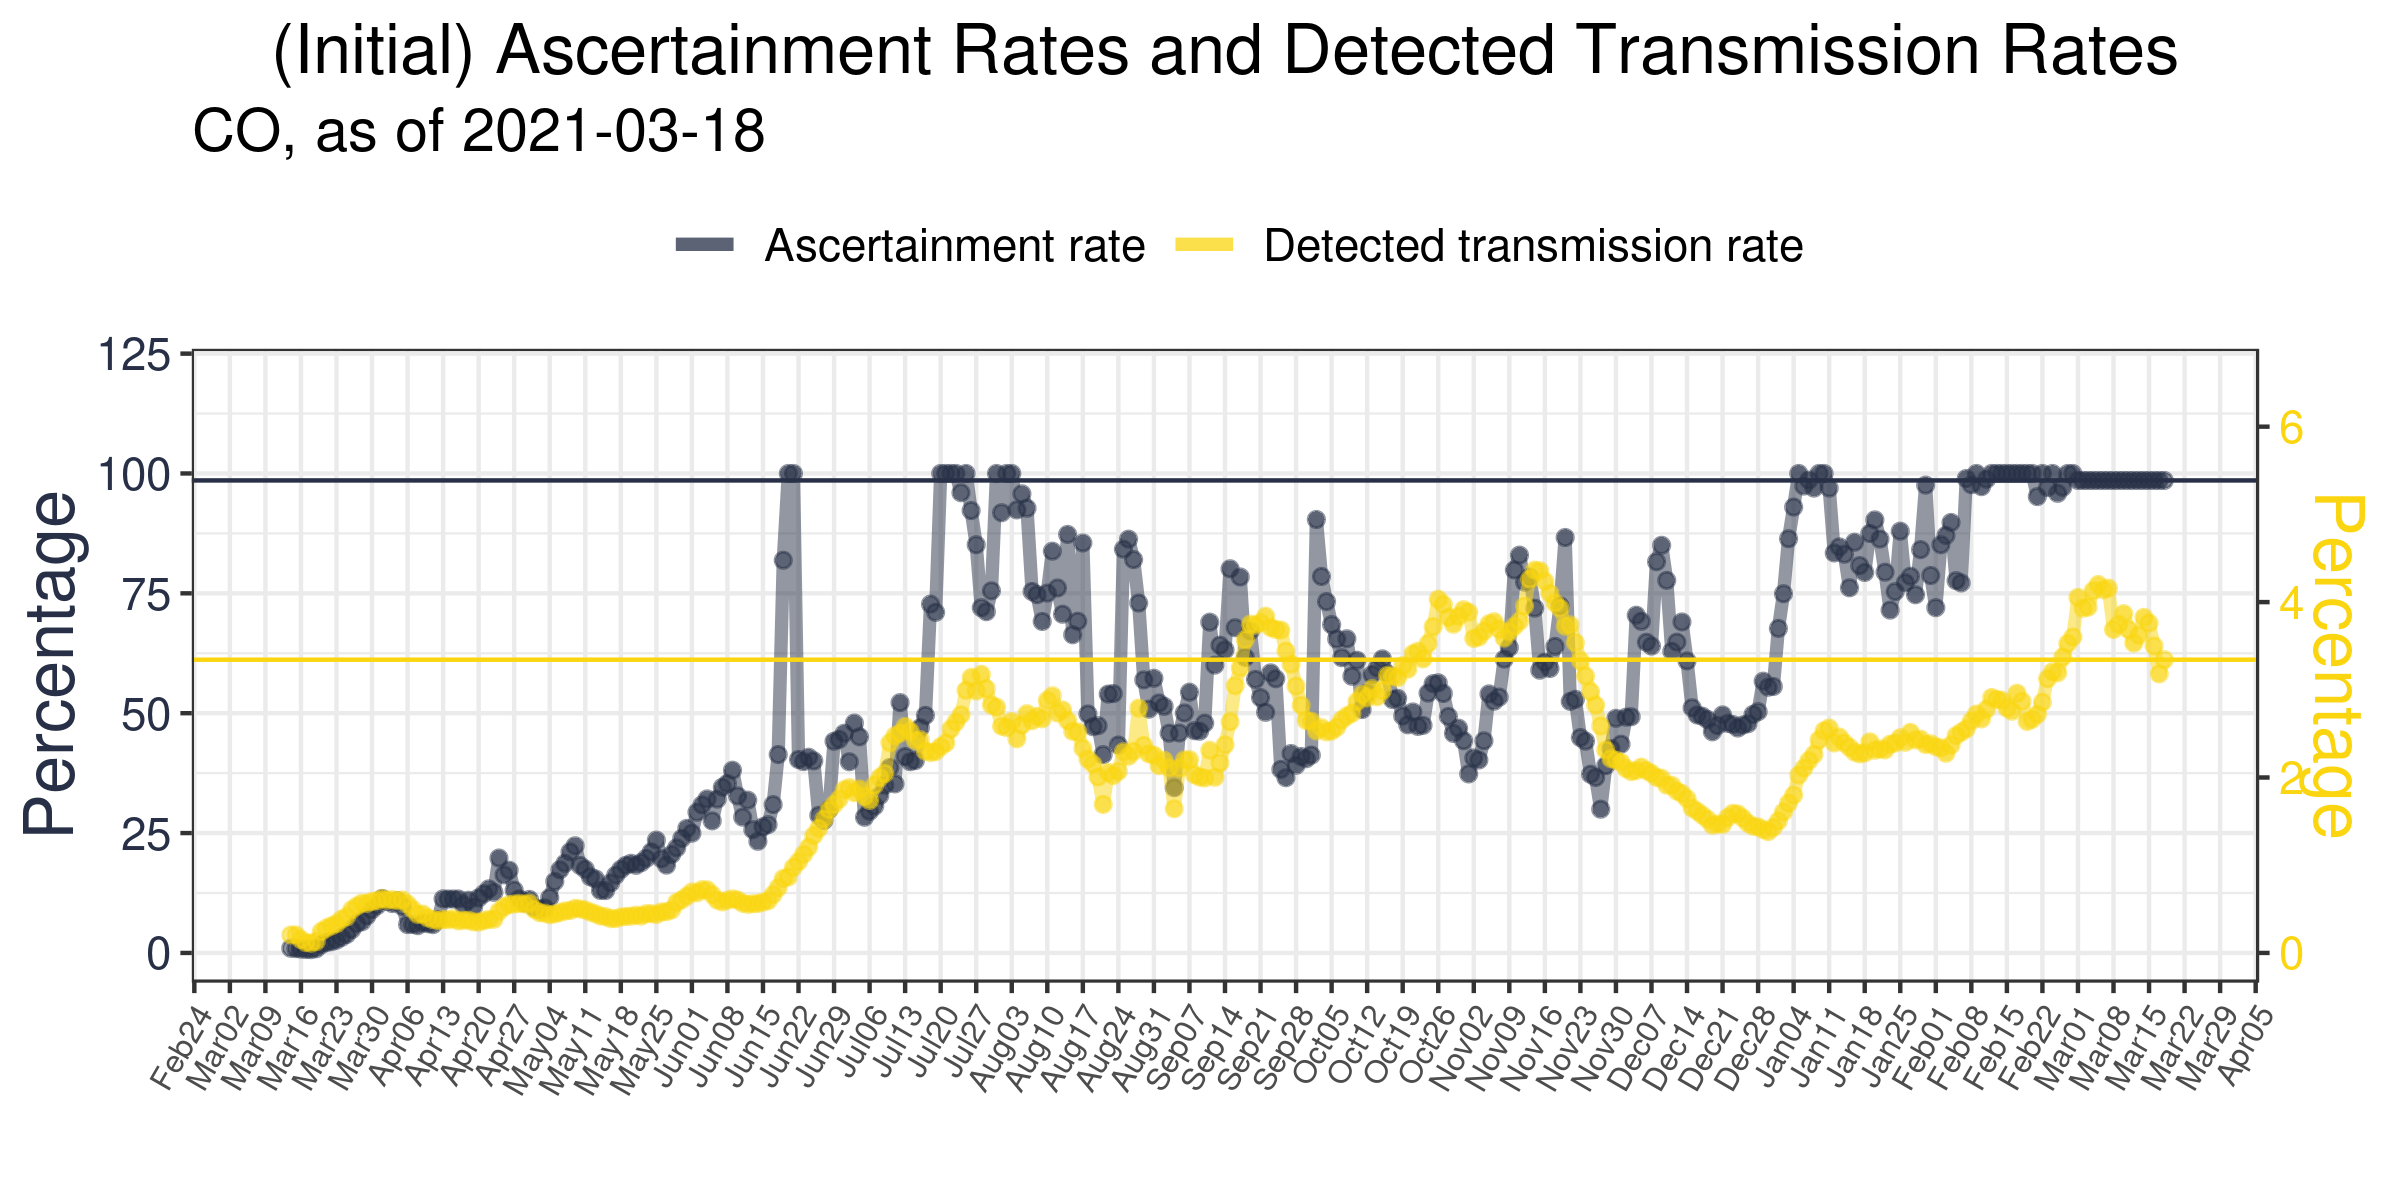 (Initial) Ascertainment Rates and Detected Transmission Rates
CO, as of 2021-03-18
Ascertainment rate Detected transmission rate
Percentage
125
100
75
50
25
0
6
4
2
0
Percentage
Feb24 Mar02 Mar09 Mar16 Mar23 Mar30 Apr06 Apr13 Apr20 Apr27 May04 May11 May18 May25 Jun01 Jun08 Jun15 Jun22 Jun29 Jul06 Jul13 Jul20 Jul27 Aug03 Aug10 Aug17 Aug24 Aug31 Sep07 Sep14 Sep21 Sep28 Oct05 Oct12 Oct19 Oct26 Nov02 Nov09 Nov16 Nov23 Nov30 Dec07 Dec14 Dec21 Dec28 Jan04 Jan11 Jan18 Jan25 Feb01 Feb08 Feb15 Feb22 Mar01 Mar08 Mar15 Mar22 Mar29 Apr05